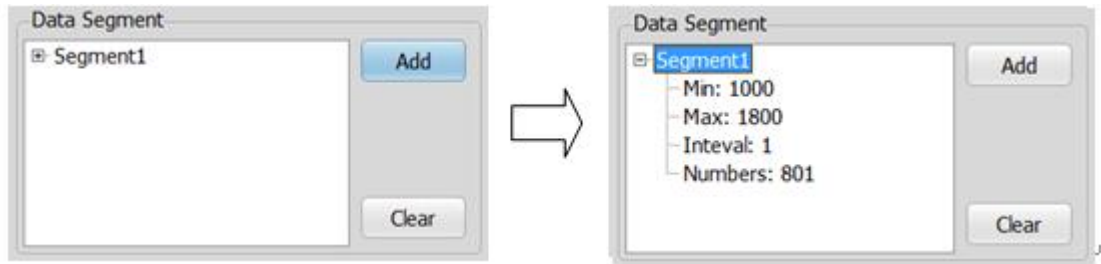 Data Segment
Segment1
Add
Clear
Data Segment
Segment1
Min: 1000
Max: 1800
Inteval: 1
Numbers: 801
Add
Clear